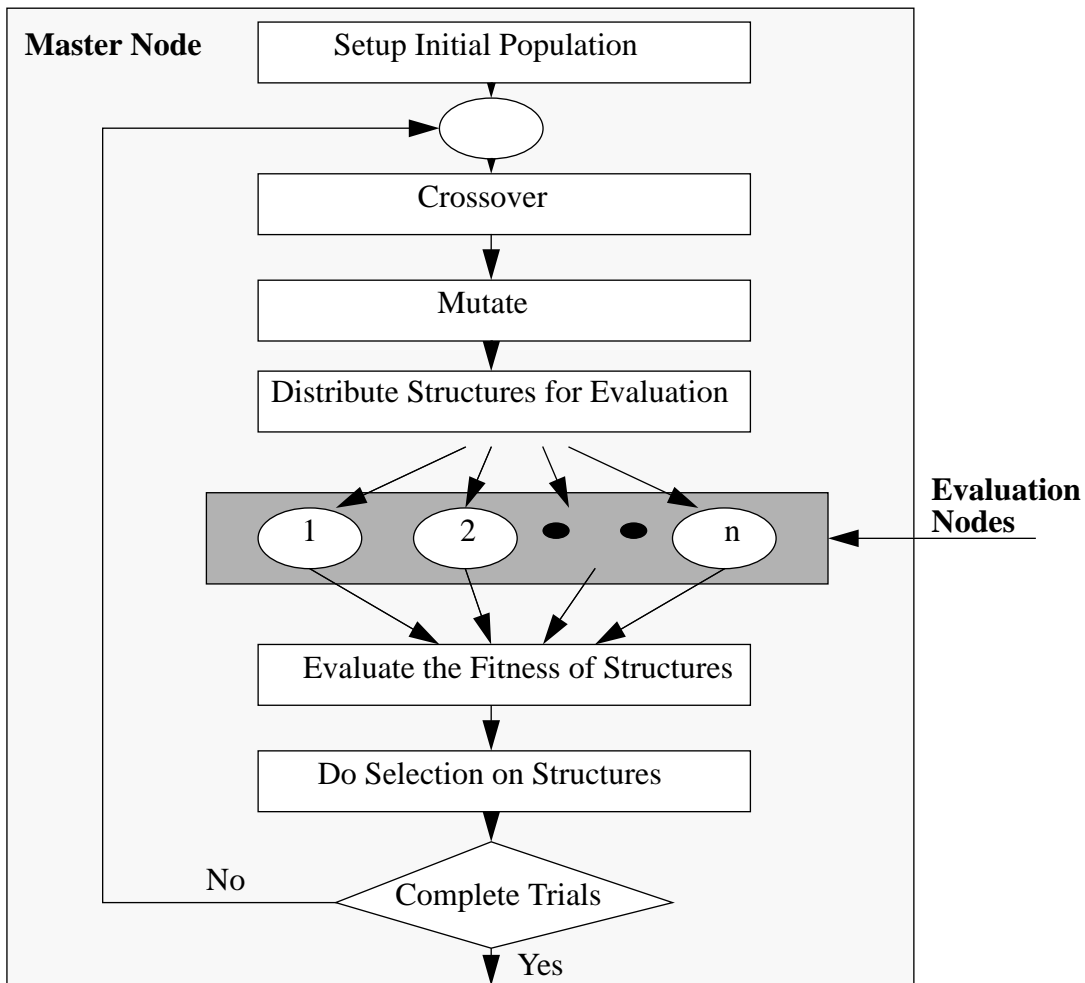 Master Node
Setup Initial Population
Crossover
Mutate
Distribute Structures for Evaluation
Evaluation
Nodes
1
2
n
Evaluate the Fitness of Structures
Do Selection on Structures
No
Complete Trials
Yes